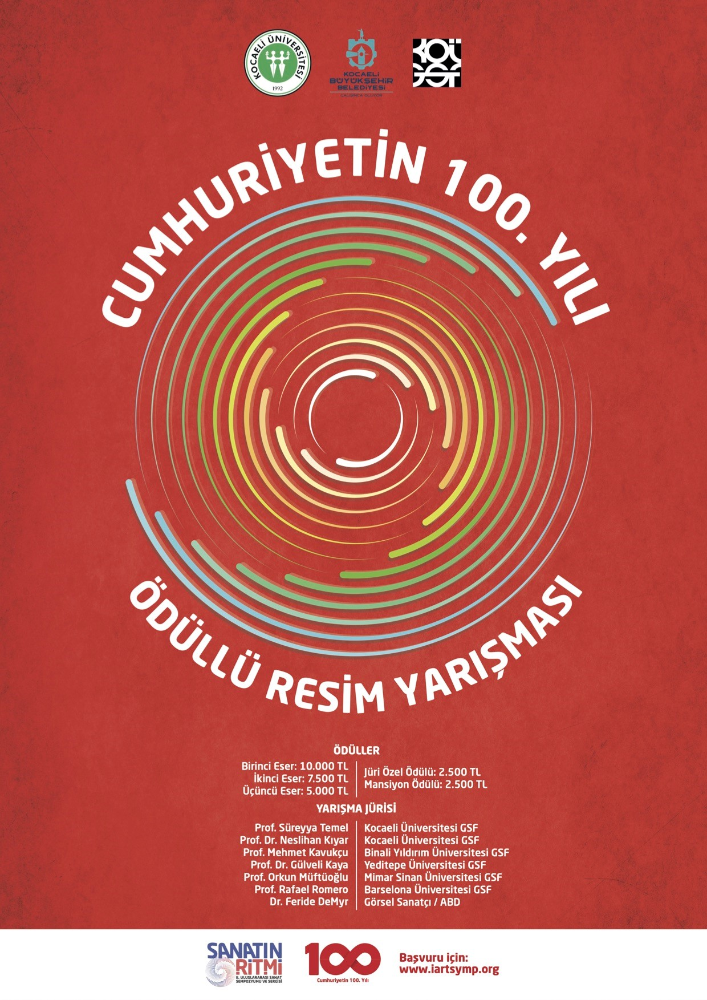 KOCAELİ ÜNİVERSİTESİ
1992
KOCAELİ
BÜYÜKŞEHİR
BELEDİYESİ
ÇALIŞINCA OLUYOR
KOÜ
GSF
CUMHURİYETİN 100. YILI
ÖDÜLLÜ RESİM YARIŞMASI
ÖDÜLLER
Birinci Eser: 10.000 TL
İkinci Eser: 7.500 TL
Üçüncü Eser: 5.000 TL
Jüri Özel Ödülü: 2.500 TL
Mansiyon Ödülü: 2.500 TL
YARIŞMA JÜRİSİ
Prof. Süreyya Temel Kocaeli Üniversitesi GSF
Prof. Dr. Neslihan Kıyar Kocaeli Üniversitesi GSF
Prof. Mehmet Kavukçu Binali Yıldırım Üniversitesi GSF
Prof. Dr. Gülveli Kaya Yeditepe Üniversitesi GSF
Prof. Orkun Müftüoğlu Mimar Sinan Üniversitesi GSF
Prof. Rafael Romero Barselona Üniversitesi GSF
Dr. Feride DeMyr Görsel Sanatçı / ABD
SANATIN
RİTMİ
II. ULUSLARARASI SANAT
SEMPOZYUMU VE SERGİSİ
100
Cumhuriyetin 100. Yılı
Başvuru için:
www.iartsymp.org